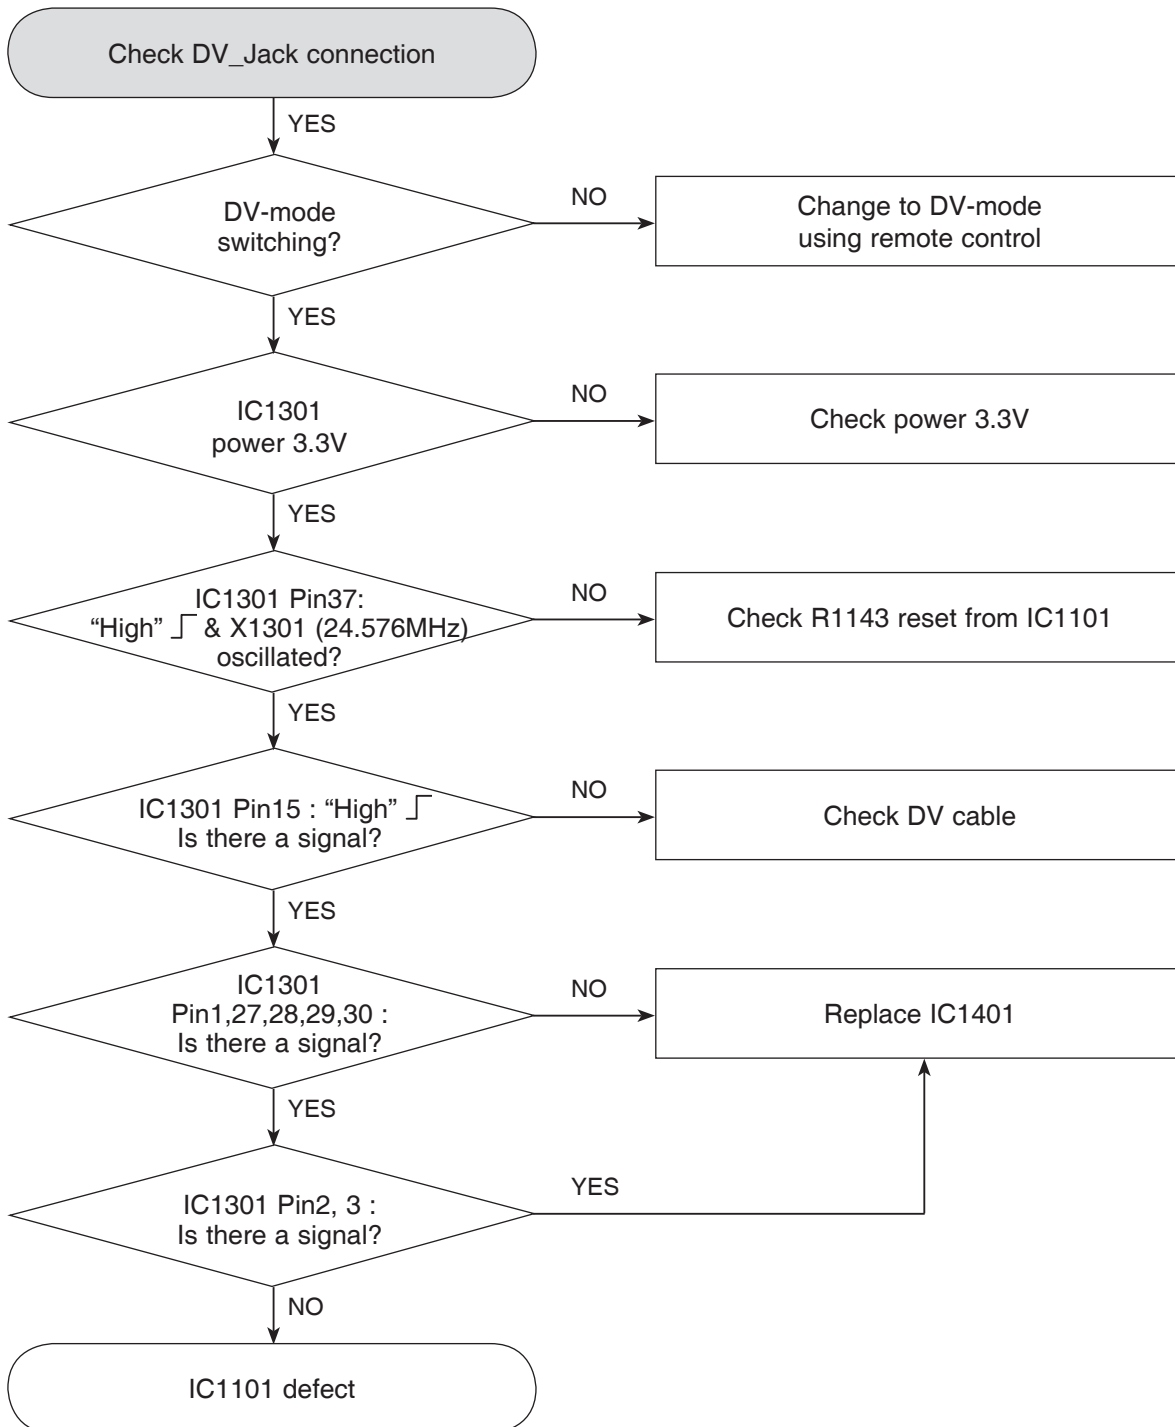 Check DV_Jack connection
YES
DV-mode
switching?
NO
Change to DV-mode
using remote control
YES
IC1301
power 3.3V
NO
Check power 3.3V
YES
IC1301 Pin37:
“High” & X1301 (24.576MHz)
oscillated?
NO
Check R1143 reset from IC1101
YES
IC1301 Pin15 : “High”
Is there a signal?
NO
Check DV cable
YES
IC1301
Pin1,27,28,29,30 :
Is there a signal?
NO
Replace IC1401
YES
IC1301 Pin2, 3 :
Is there a signal?
YES
NO
IC1101 defect